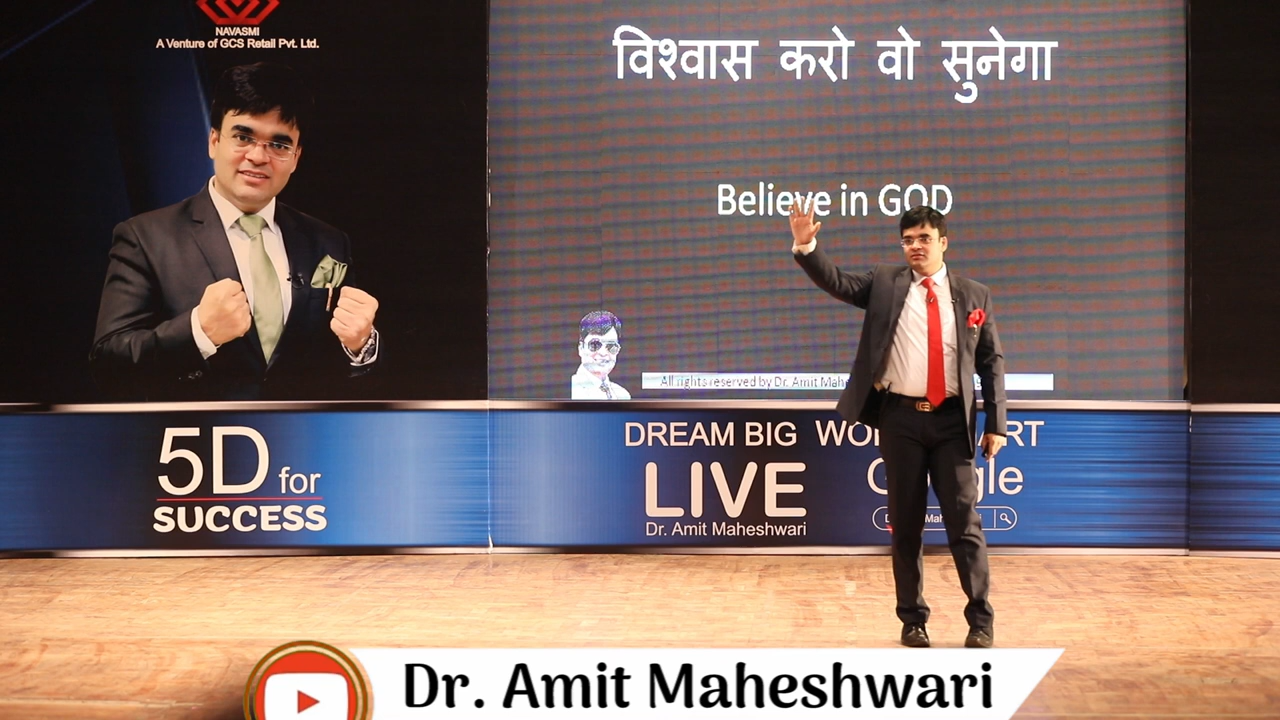 NAVASMI
A Venture of GCS Retail Pvt. Ltd.
विश्वास करो वो सुनेगा
Believe in GOD
All rights reserved by Dr. Amit
5D for
SUCCESS
DREAM BIG
LIVE
Dr. Amit Maheshwari
Dr. Amit Maheshwari